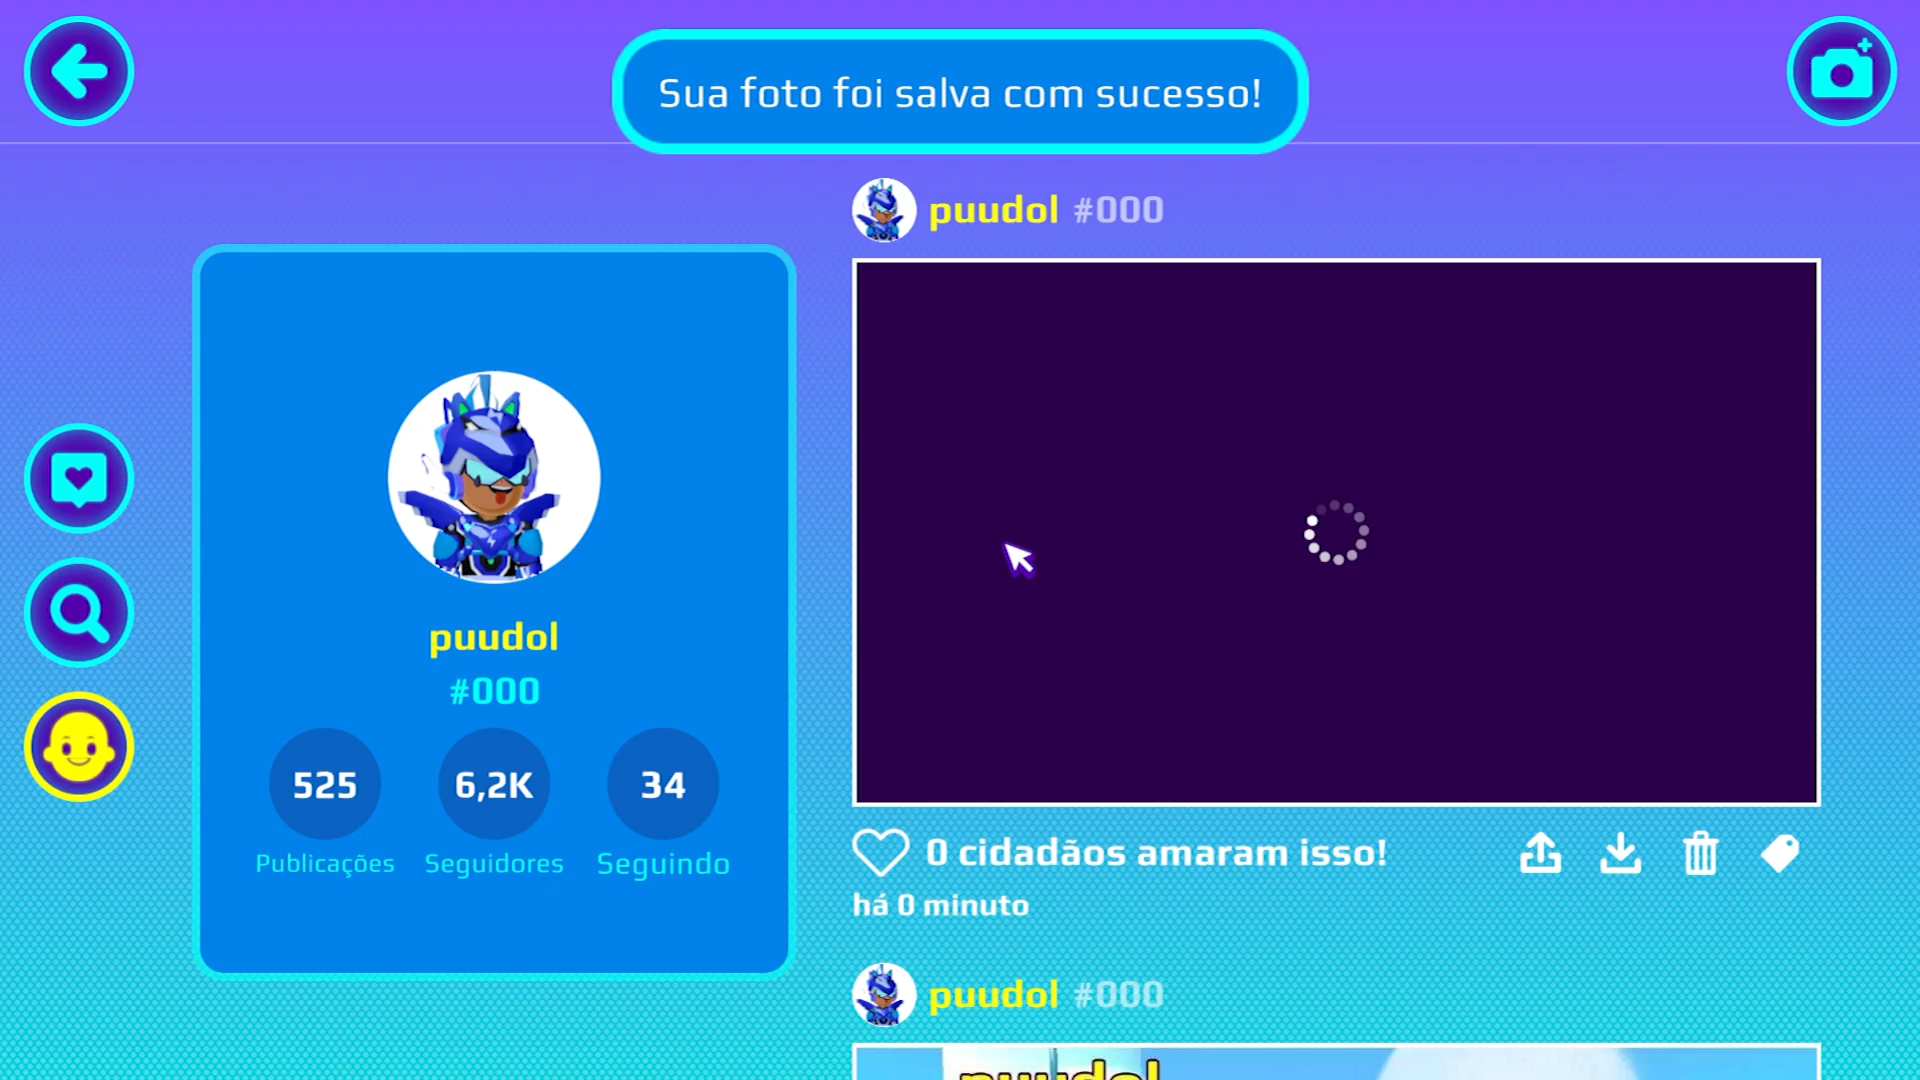 Sua foto foi salva com sucesso!
puudol #000
puudol
#000
525
6,2K
34
Publicações
Seguidores
Seguindo
0 cidadãos amaram isso!
há 0 minuto
puudol #000
puudol